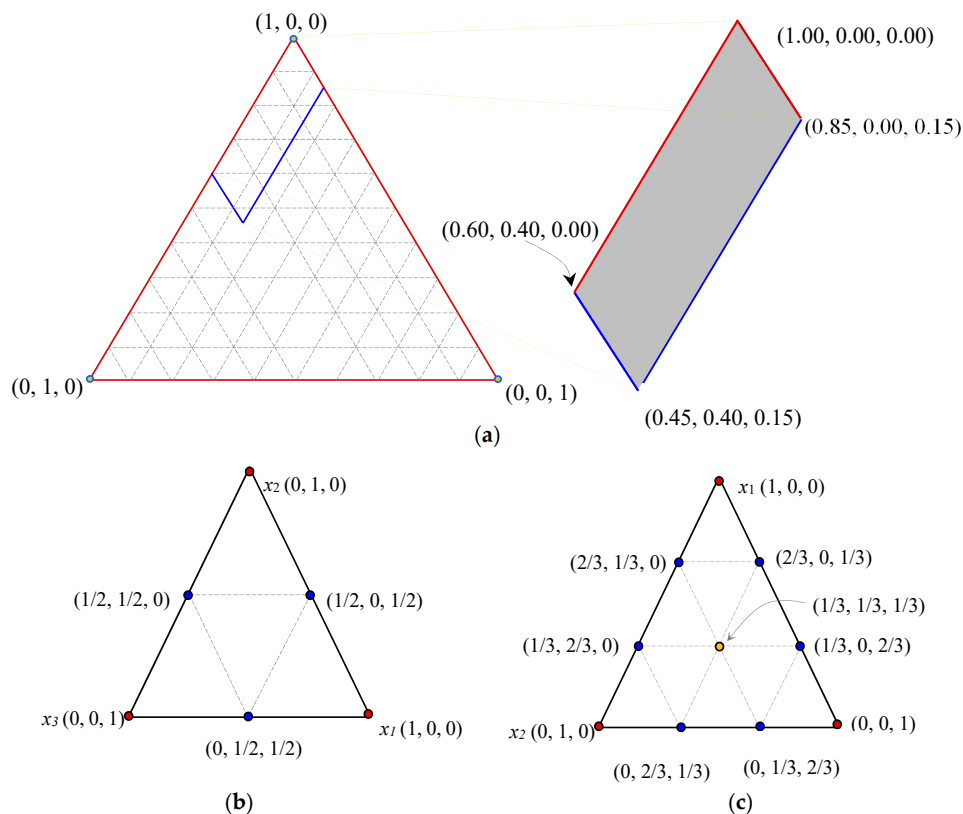 (1, 0, 0)
(1.00, 0.00, 0.00)
(0.85, 0.00, 0.15)
(0.60, 0.40, 0.00)
(0, 1, 0)
(0, 0, 1)
(0.45, 0.40, 0.15)
(a)
x2 (0, 1, 0)
(1/2, 1/2, 0)
(1/2, 0, 1/2)
x3 (0, 0, 1)
x1 (1, 0, 0)
(0, 1/2, 1/2)
(b)
x1 (1, 0, 0)
(2/3, 1/3, 0)
(2/3, 0, 1/3)
(1/3, 1/3, 1/3)
(1/3, 2/3, 0)
(1/3, 0, 2/3)
x2 (0, 1, 0)
(0, 0, 1)
(0, 2/3, 1/3)
(0, 1/3, 2/3)
(c)